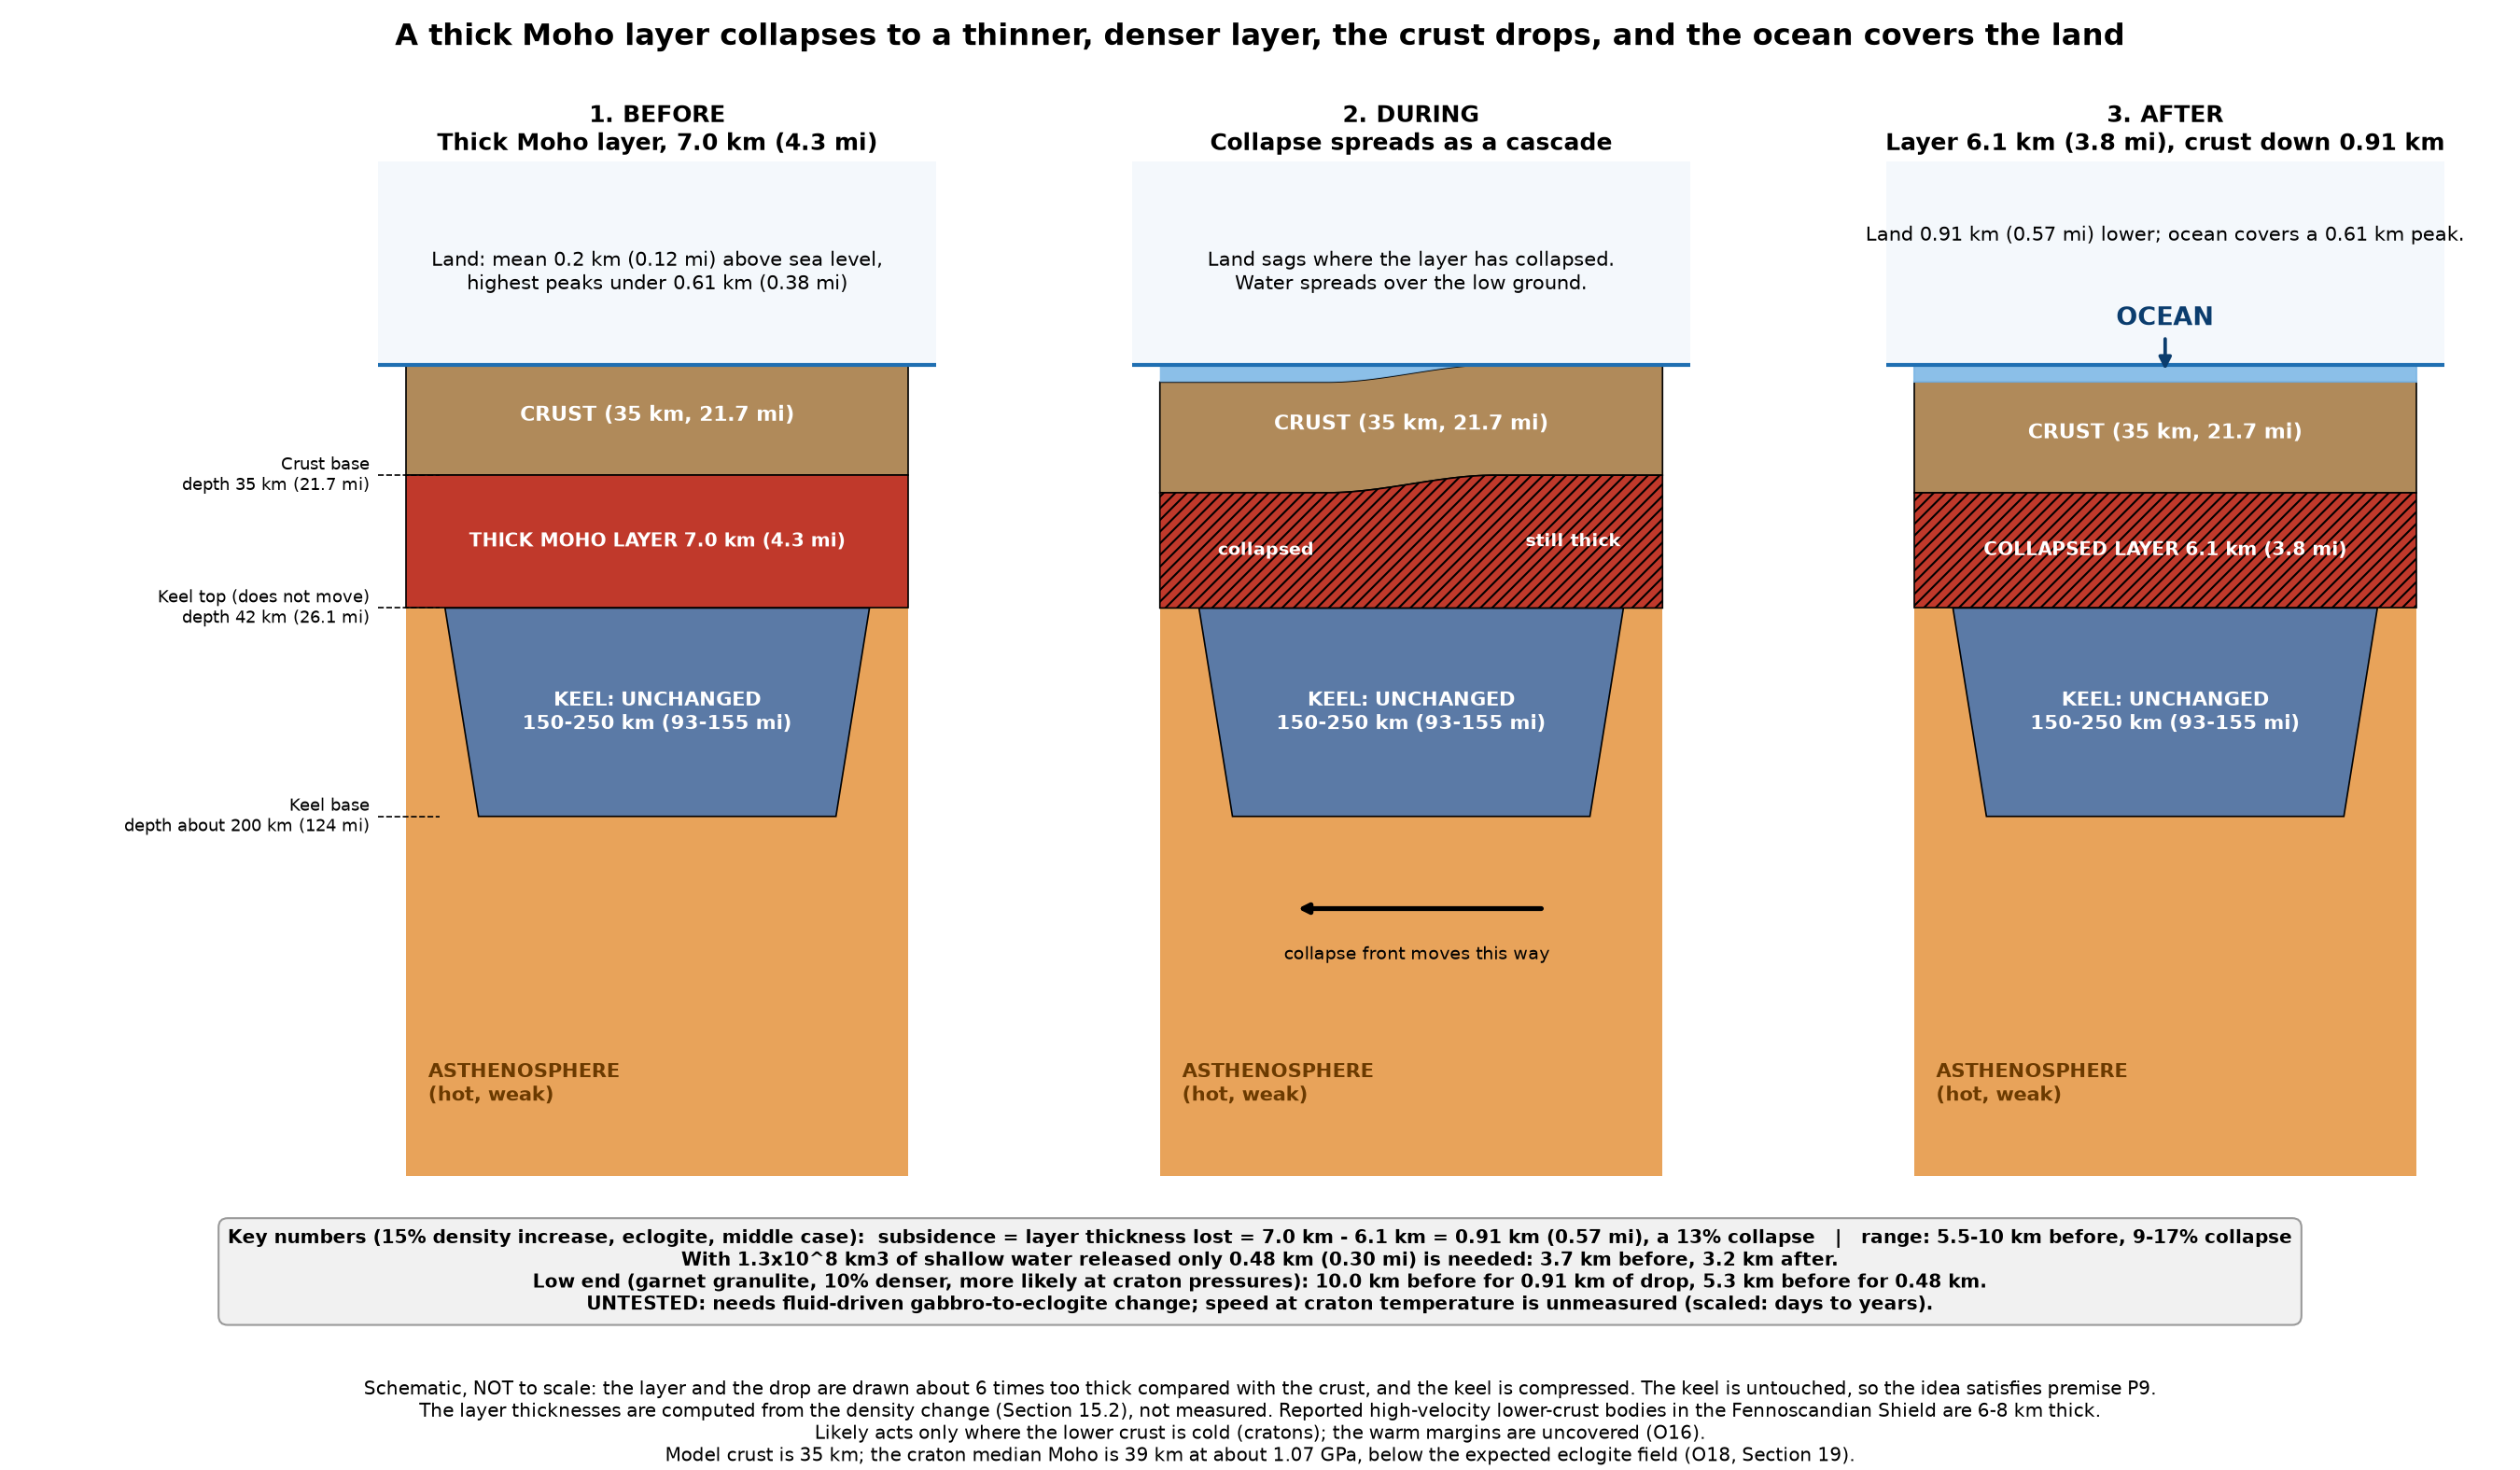 A thick Moho layer collapses to a thinner, denser layer, the crust drops, and the ocean covers the land
1. BEFORE
Thick Moho layer, 7.0 km (4.3 mi)
Land: mean 0.2 km (0.12 mi) above sea level,
highest peaks under 0.61 km (0.38 mi)
CRUST (35 km, 21.7 mi)
Crust base
depth 35 km (21.7 mi)
THICK MOHO LAYER 7.0 km (4.3 mi)
Keel top (does not move)
depth 42 km (26.1 mi)
KEEL: UNCHANGED
150-250 km (93-155 mi)
Keel base
depth about 200 km (124 mi)
ASTHENOSPHERE
(hot, weak)
2. DURING
Collapse spreads as a cascade
Land sags where the layer has collapsed.
Water spreads over the low ground.
CRUST (35 km, 21.7 mi)
collapsed
still thick
KEEL: UNCHANGED
150-250 km (93-155 mi)
collapse front moves this way
ASTHENOSPHERE
(hot, weak)
3. AFTER
Layer 6.1 km (3.8 mi), crust down 0.91 km
Land 0.91 km (0.57 mi) lower; ocean covers a 0.61 km peak.
OCEAN
CRUST (35 km, 21.7 mi)
COLLAPSED LAYER 6.1 km (3.8 mi)
KEEL: UNCHANGED
150-250 km (93-155 mi)
ASTHENOSPHERE
(hot, weak)
Key numbers (15% density increase, eclogite, middle case):  subsidence = layer thickness lost = 7.0 km - 6.1 km = 0.91 km (0.57 mi), a 13% collapse   |   range: 5.5-10 km before, 9-17% collapse
With 1.3x10^8 km3 of shallow water released only 0.48 km (0.30 mi) is needed: 3.7 km before, 3.2 km after.
Low end (garnet granulite, 10% denser, more likely at craton pressures): 10.0 km before for 0.91 km of drop, 5.3 km before for 0.48 km.
UNTESTED: needs fluid-driven gabbro-to-eclogite change; speed at craton temperature is unmeasured (scaled: days to years).
Schematic, NOT to scale: the layer and the drop are drawn about 6 times too thick compared with the crust, and the keel is compressed. The keel is untouched, so the idea satisfies premise P9.
The layer thicknesses are computed from the density change (Section 15.2), not measured. Reported high-velocity lower-crust bodies in the Fennoscandian Shield are 6-8 km thick.
Likely acts only where the lower crust is cold (cratons); the warm margins are uncovered (O16).
Model crust is 35 km; the craton median Moho is 39 km at about 1.07 GPa, below the expected eclogite field (O18, Section 19).